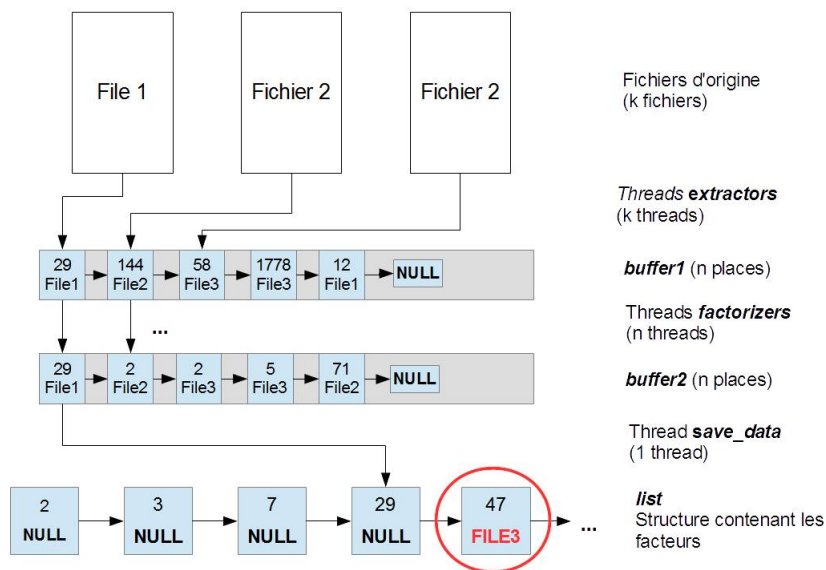 File 1
Fichier 2
Fichier 2
Fichiers d'origine
(k fichiers)
Threads extractors
(k threads)
29
File1
144
File2
58
File3
1778
File3
12
File1
NULL
buffer1 (n places)
...
Threads factorizers
(n threads)
29
File1
2
File2
2
File3
5
File3
71
File2
NULL
buffer2 (n places)
Thread save_data
(1 thread)
2
NULL
3
NULL
7
NULL
29
NULL
47
FILE3
...
list
Structure contenant les
facteurs